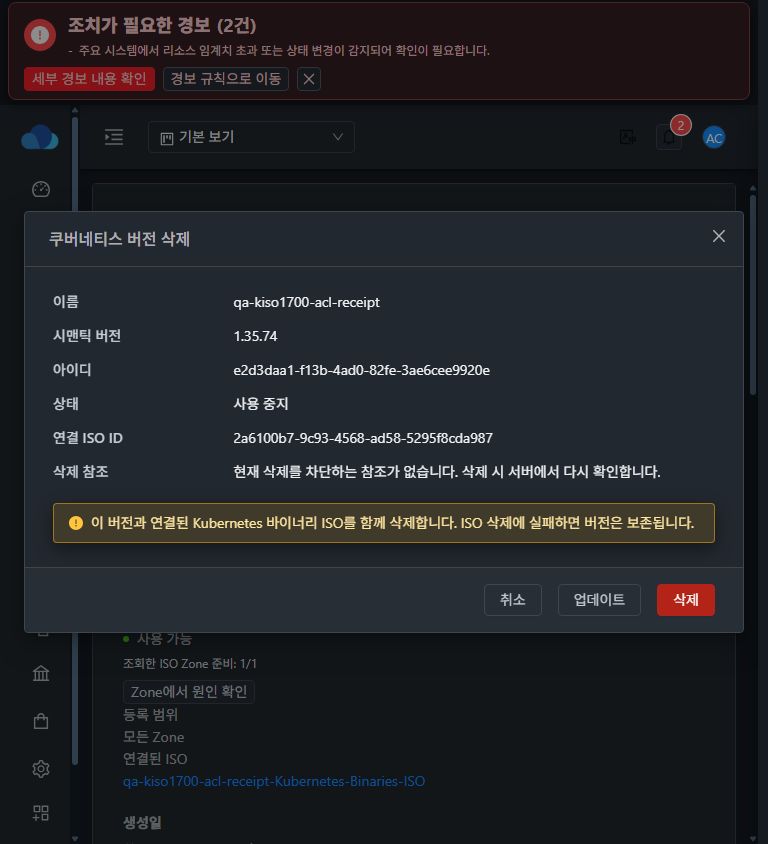 조치가 필요한 경보 (2건)
- 주요 시스템에서 리소스 임계치 초과 또는 상태 변경이 감지되어 확인이 필요합니다.
세부 경보 내용 확인
경보 규칙으로 이동
기본 보기
2
AC
쿠버네티스 버전 삭제
이름 qa-kiso1700-acl-receipt
시맨틱 버전 1.35.74
아이디 e2d3daa1-f13b-4ad0-82fe-3ae6cee9920e
상태 사용 중지
연결 ISO ID 2a6100b7-9c93-4568-ad58-5295f8cda987
삭제 참조 현재 삭제를 차단하는 참조가 없습니다. 삭제 시 서버에서 다시 확인합니다.
이 버전과 연결된 Kubernetes 바이너리 ISO를 함께 삭제합니다. ISO 삭제에 실패하면 버전은 보존됩니다.
취소
업데이트
삭제
사용 가능
조회한 ISO Zone 준비: 1/1
Zone에서 원인 확인
등록 범위
모든 Zone
연결된 ISO
qa-kiso1700-acl-receipt-Kubernetes-Binaries-ISO
생성일